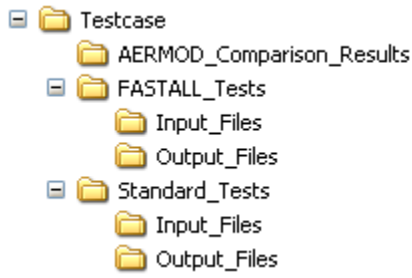 Testcase
AERMOD_Comparison_Results
FASTALL_Tests
Input_Files
Output_Files
Standard_Tests
Input_Files
Output_Files